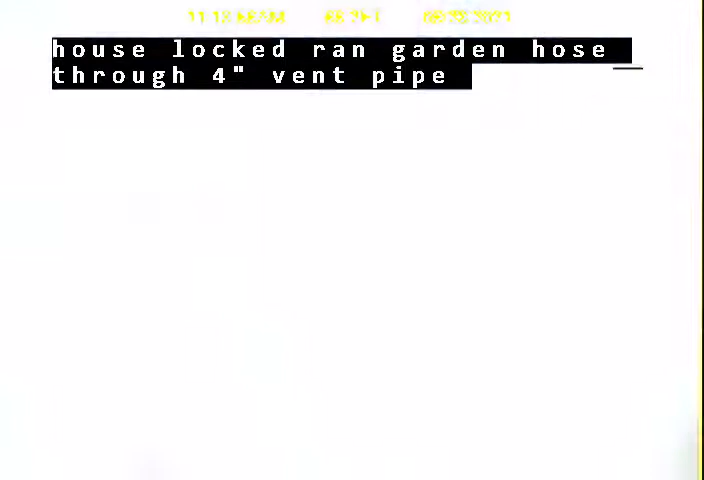 house locked ran garden hose
through 4" vent pipe